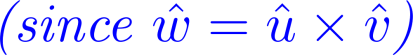 (since ŵ = û × v̂)